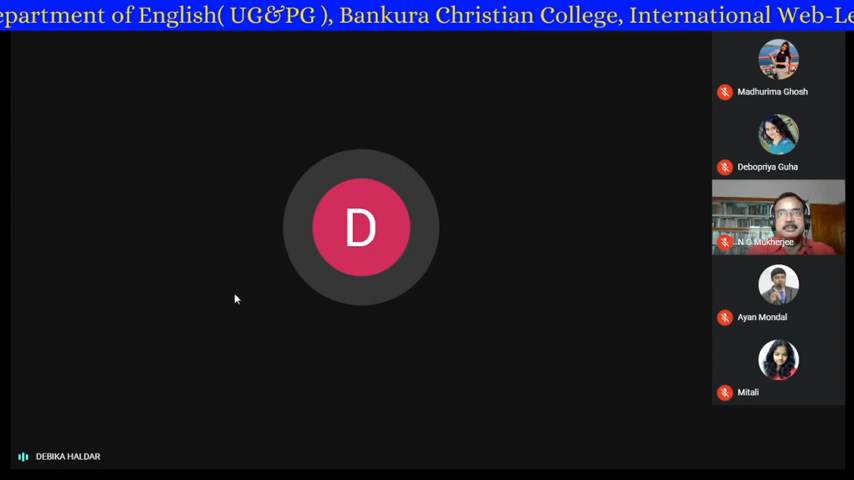 epartment of English( UG&PG ), Bankura Christian College, International Web-Le
Madhurima Ghosh
Debopriya Guha
D
N G Mukherjee
Ayan Mondal
Mitali
DEBIKA HALDAR